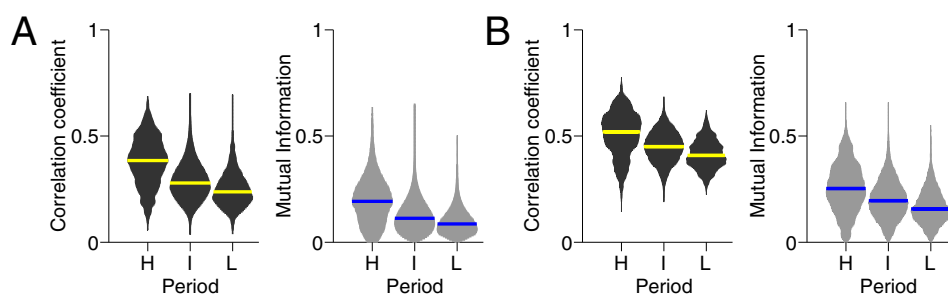 A
Correlation coefficient
1
0.5
0
H I L
Period
Mutual Information
1
0.5
0
H I L
Period
B
Correlation coefficient
1
0.5
0
H I L
Period
Mutual Information
1
0.5
0
H I L
Period